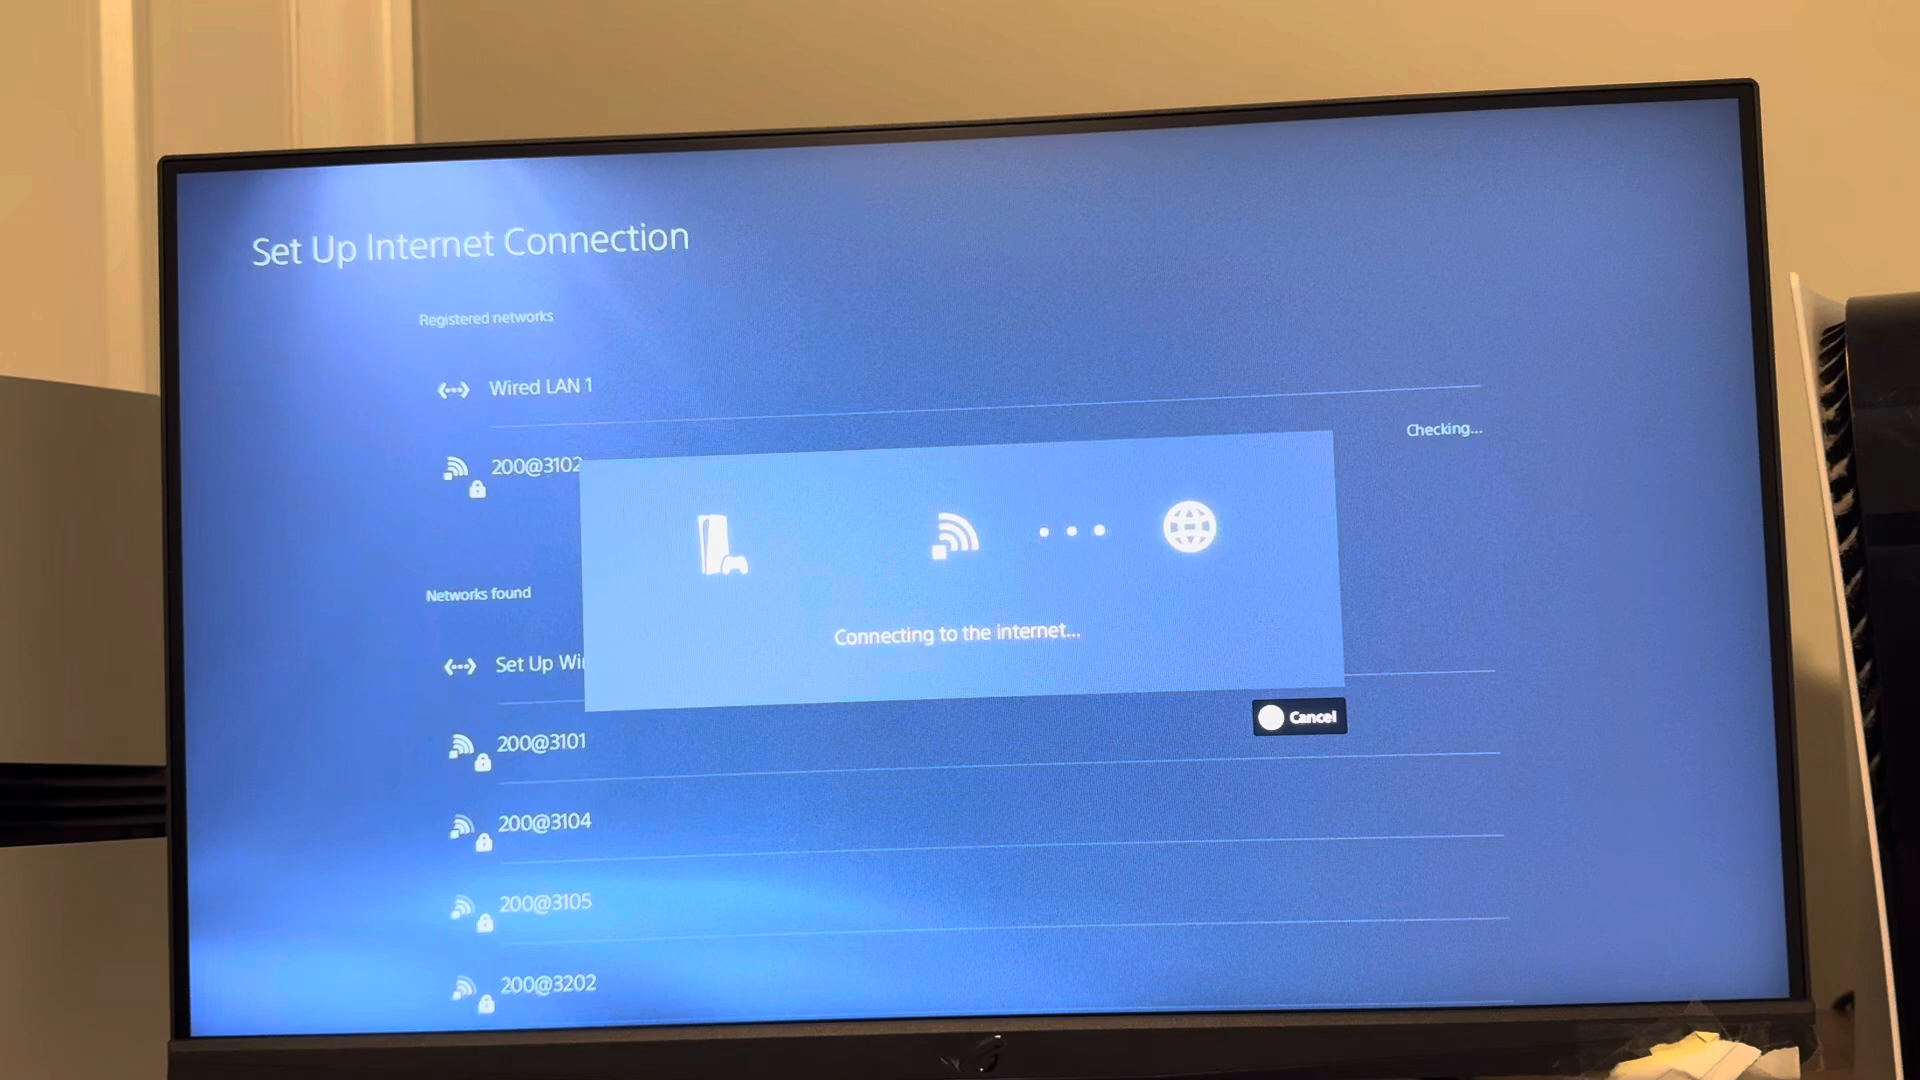 Set Up Internet Connection
Registered networks
Wired LAN 1
Checking...
200@3102
Connecting to the internet...
Cancel
Networks found
Set Up
200@3101
200@3104
200@3105
200@3202